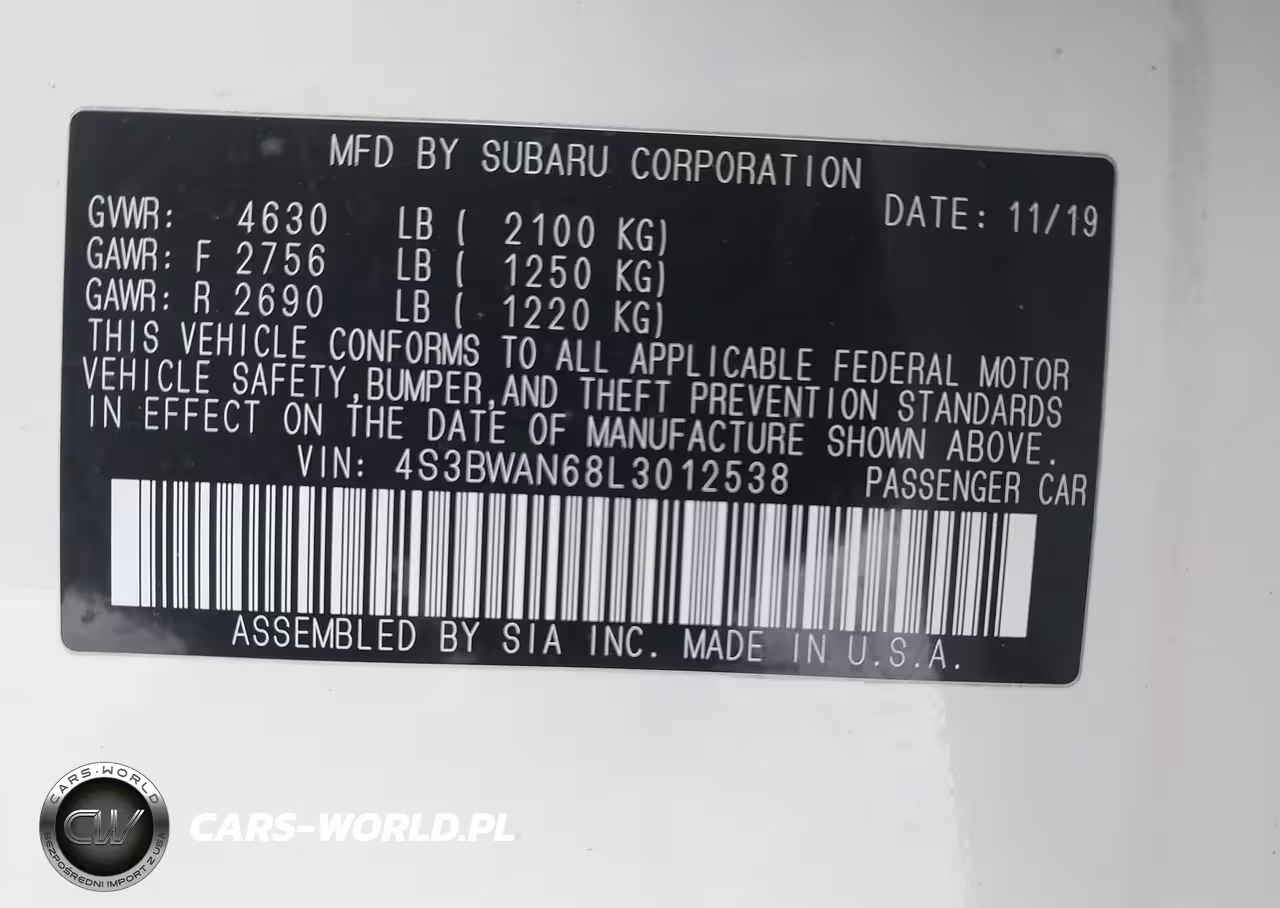 MFD BY SUBARU CORPORATION
GVWR: 4630 LB ( 2100 KG) DATE: 11/19
GAWR: F 2756 LB ( 1250 KG)
GAWR: R 2690 LB ( 1220 KG)
THIS VEHICLE CONFORMS TO ALL APPLICABLE FEDERAL MOTOR
VEHICLE SAFETY,BUMPER,AND THEFT PREVENTION STANDARDS
IN EFFECT ON THE DATE OF MANUFACTURE SHOWN ABOVE.
VIN: 4S3BWAN68L3012538 PASSENGER CAR
ASSEMBLED BY SIA INC. MADE IN U.S.A.
CARS-WORLD
CW
BEZPOŚREDNI IMPORT Z USA
CARS-WORLD.PL